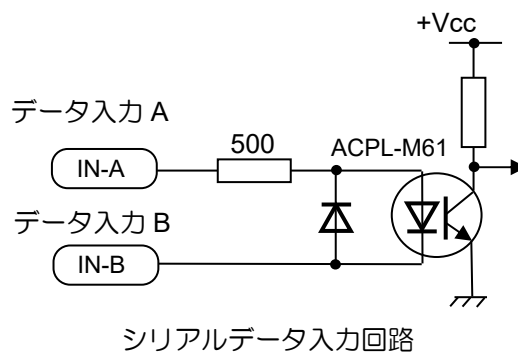 +Vcc
データ入力 A
500
ACPL-M61
IN-A
データ入力 B
IN-B
シリアルデータ入力回路